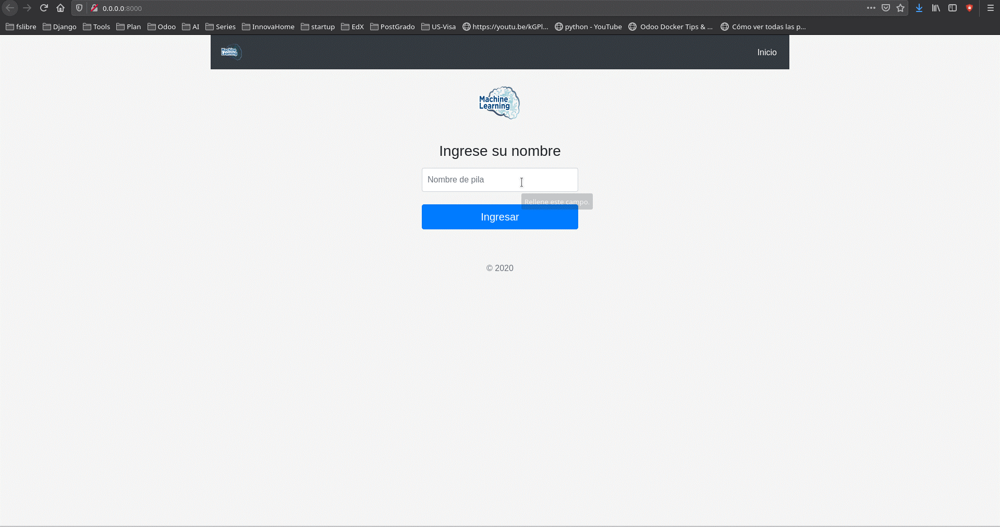 0.0.0.0:8000
fslibre Django Tools Plan Odoo AI Series InnovaHome startup EdX PostGrado US-Visa https://youtu.be/kGPl... python - YouTube Odoo Docker Tips & ... Cómo ver todas las p...
Machine
Learning
Inicio
Machine
Learning
Ingrese su nombre
Nombre de pila
Rellene este campo.
Ingresar
© 2020